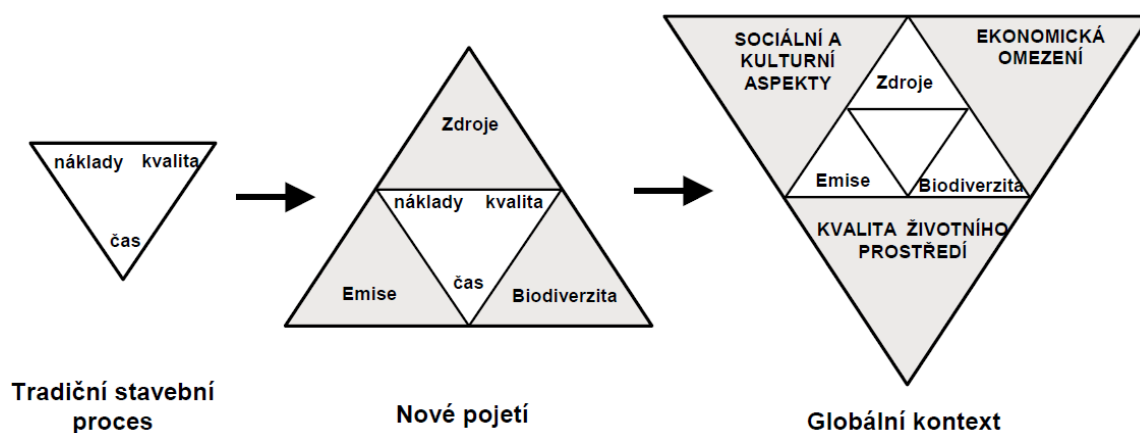 náklady kvalita
čas
Tradiční stavební
proces
Zdroje
náklady kvalita
čas
Emise
Biodiverzita
Nové pojetí
SOCIÁLNÍ A
KULTURNÍ
ASPEKTY
EKONOMICKÁ
OMEZENÍ
Zdroje
Emise
Biodiverzita
KVALITA ŽIVOTNÍHO
PROSTŘEDÍ
Globální kontext